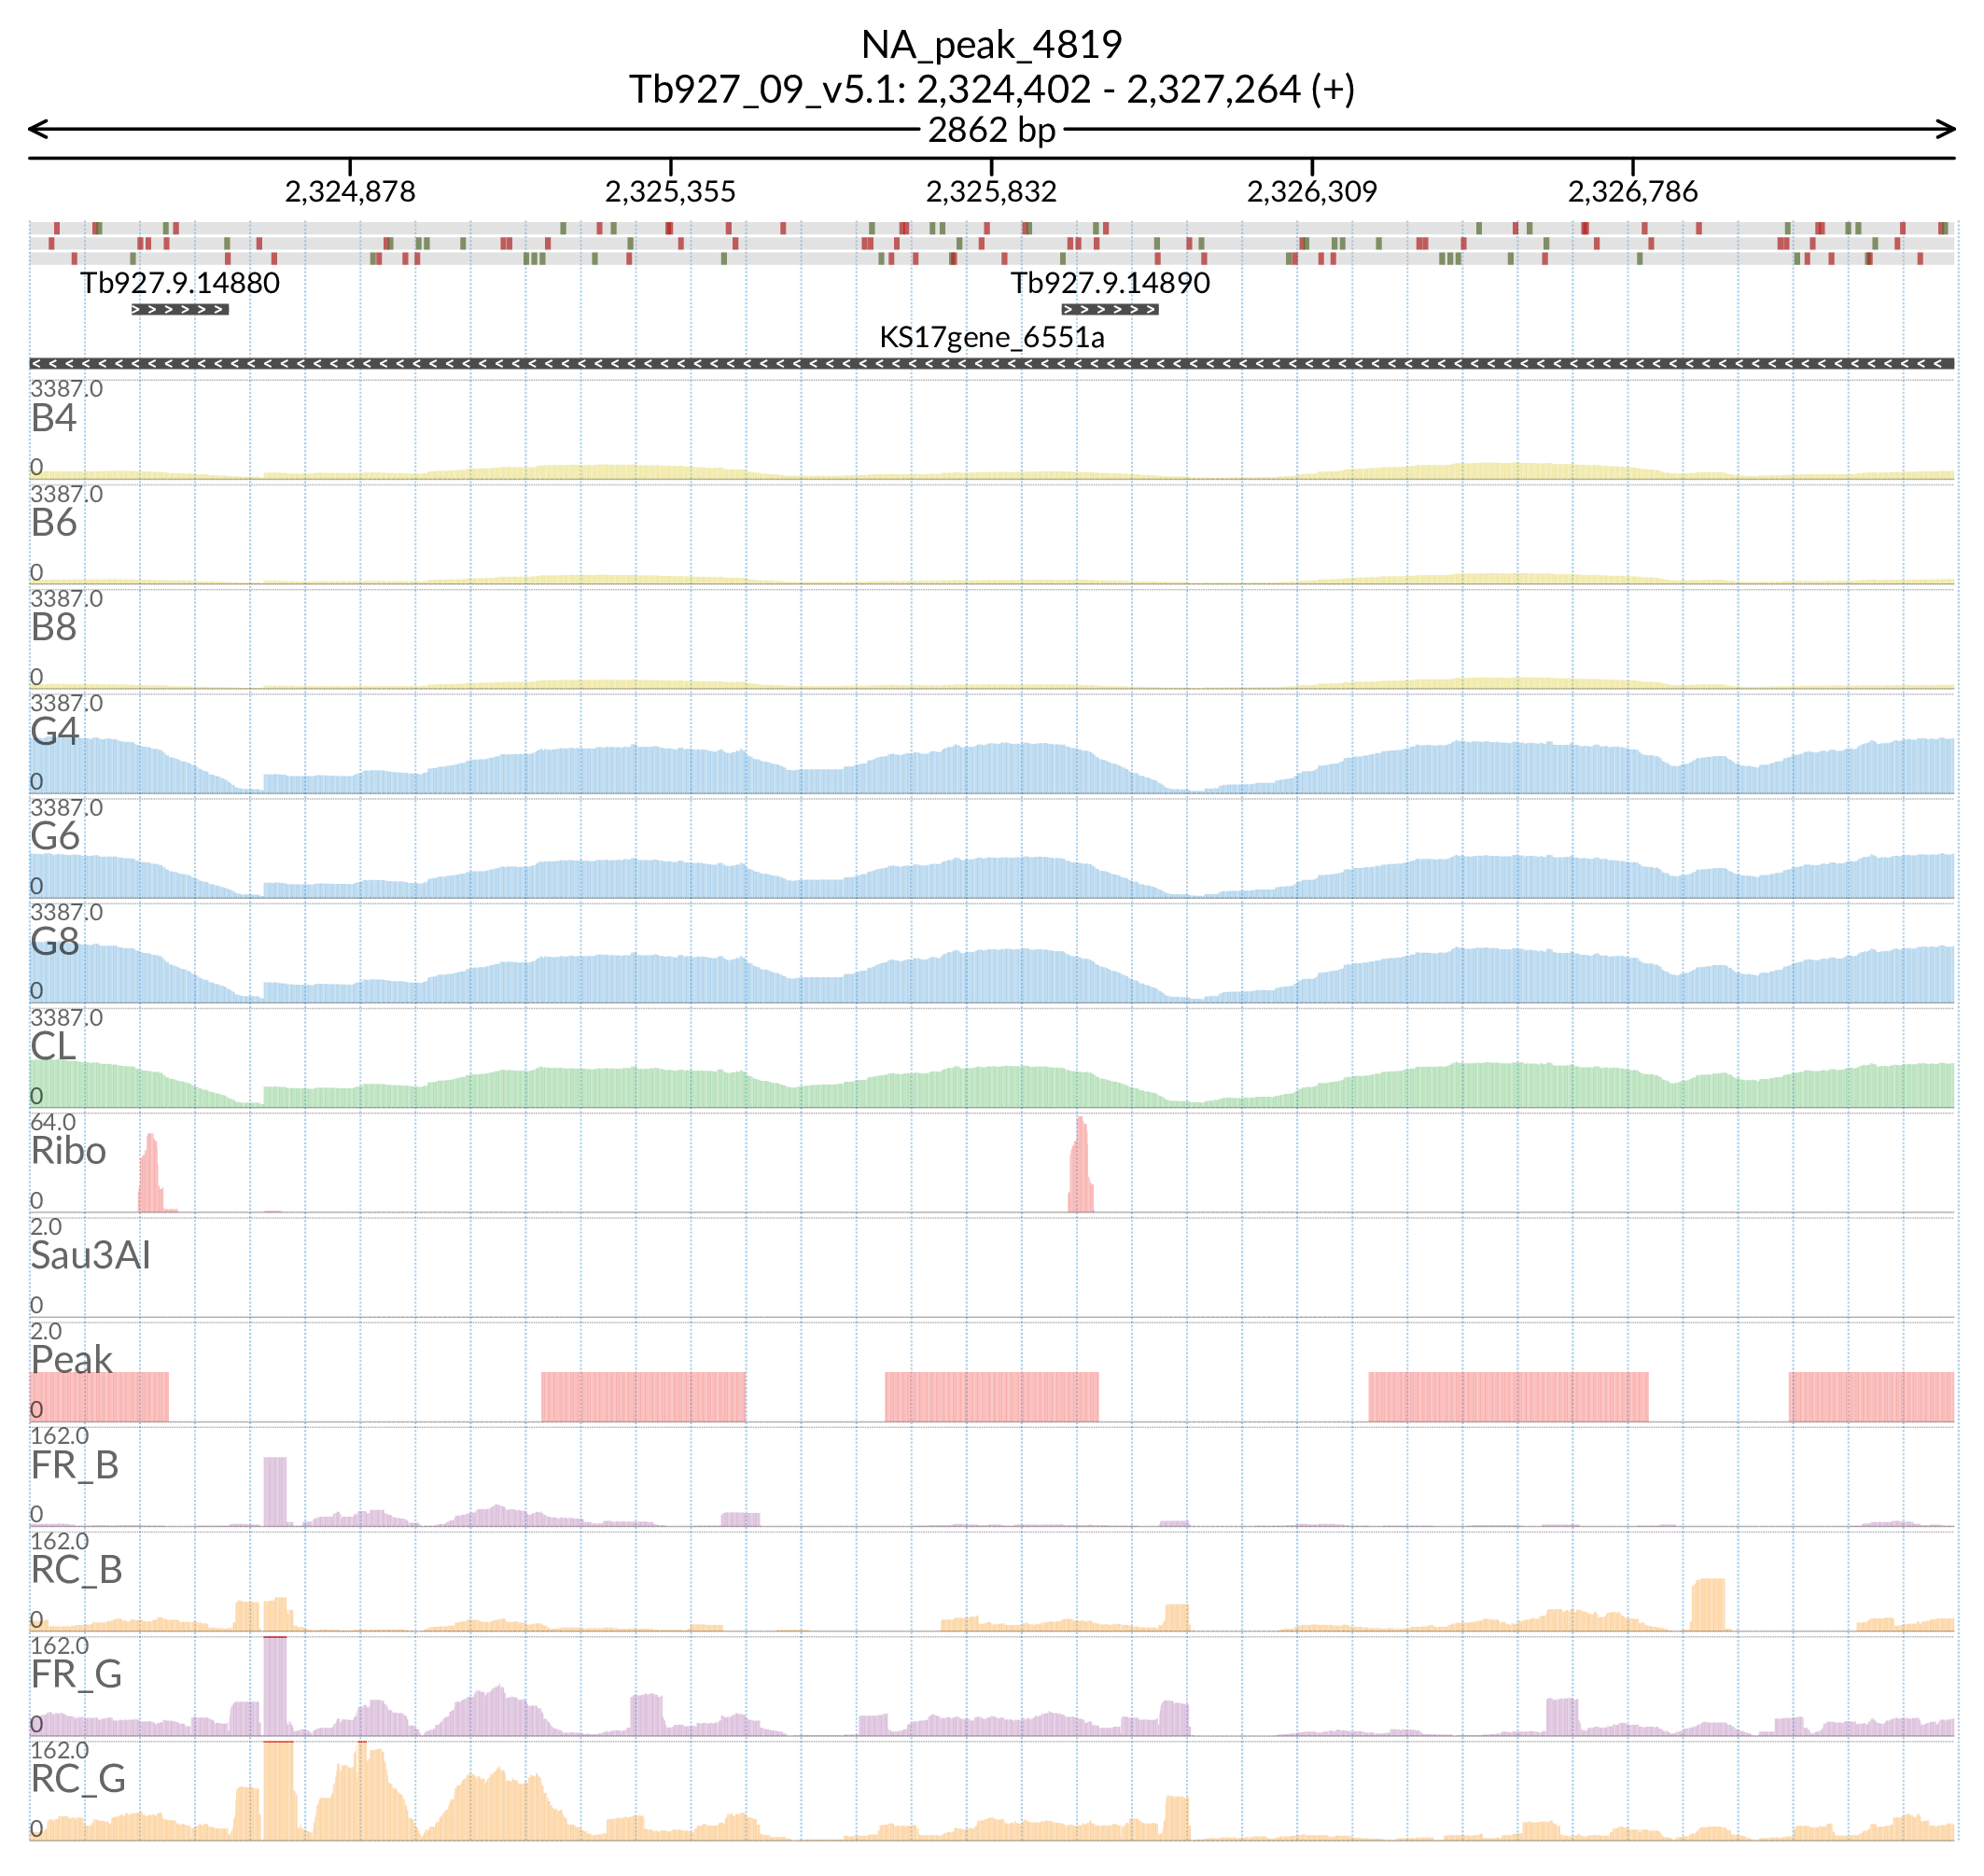 NA_peak_4819
Tb927_09_v5.1: 2,324,402 - 2,327,264 (+)
2862 bp
2,324,878 2,325,355 2,325,832 2,326,309 2,326,786
Tb927.9.14880 Tb927.9.14890
KS17gene_6551a
3387.0
B4
0
3387.0
B6
0
3387.0
B8
0
3387.0
G4
0
3387.0
G6
0
3387.0
G8
0
3387.0
CL
0
64.0
Ribo
0
2.0
Sau3AI
0
2.0
Peak
0
162.0
FR_B
0
162.0
RC_B
0
162.0
FR_G
0
162.0
RC_G
0